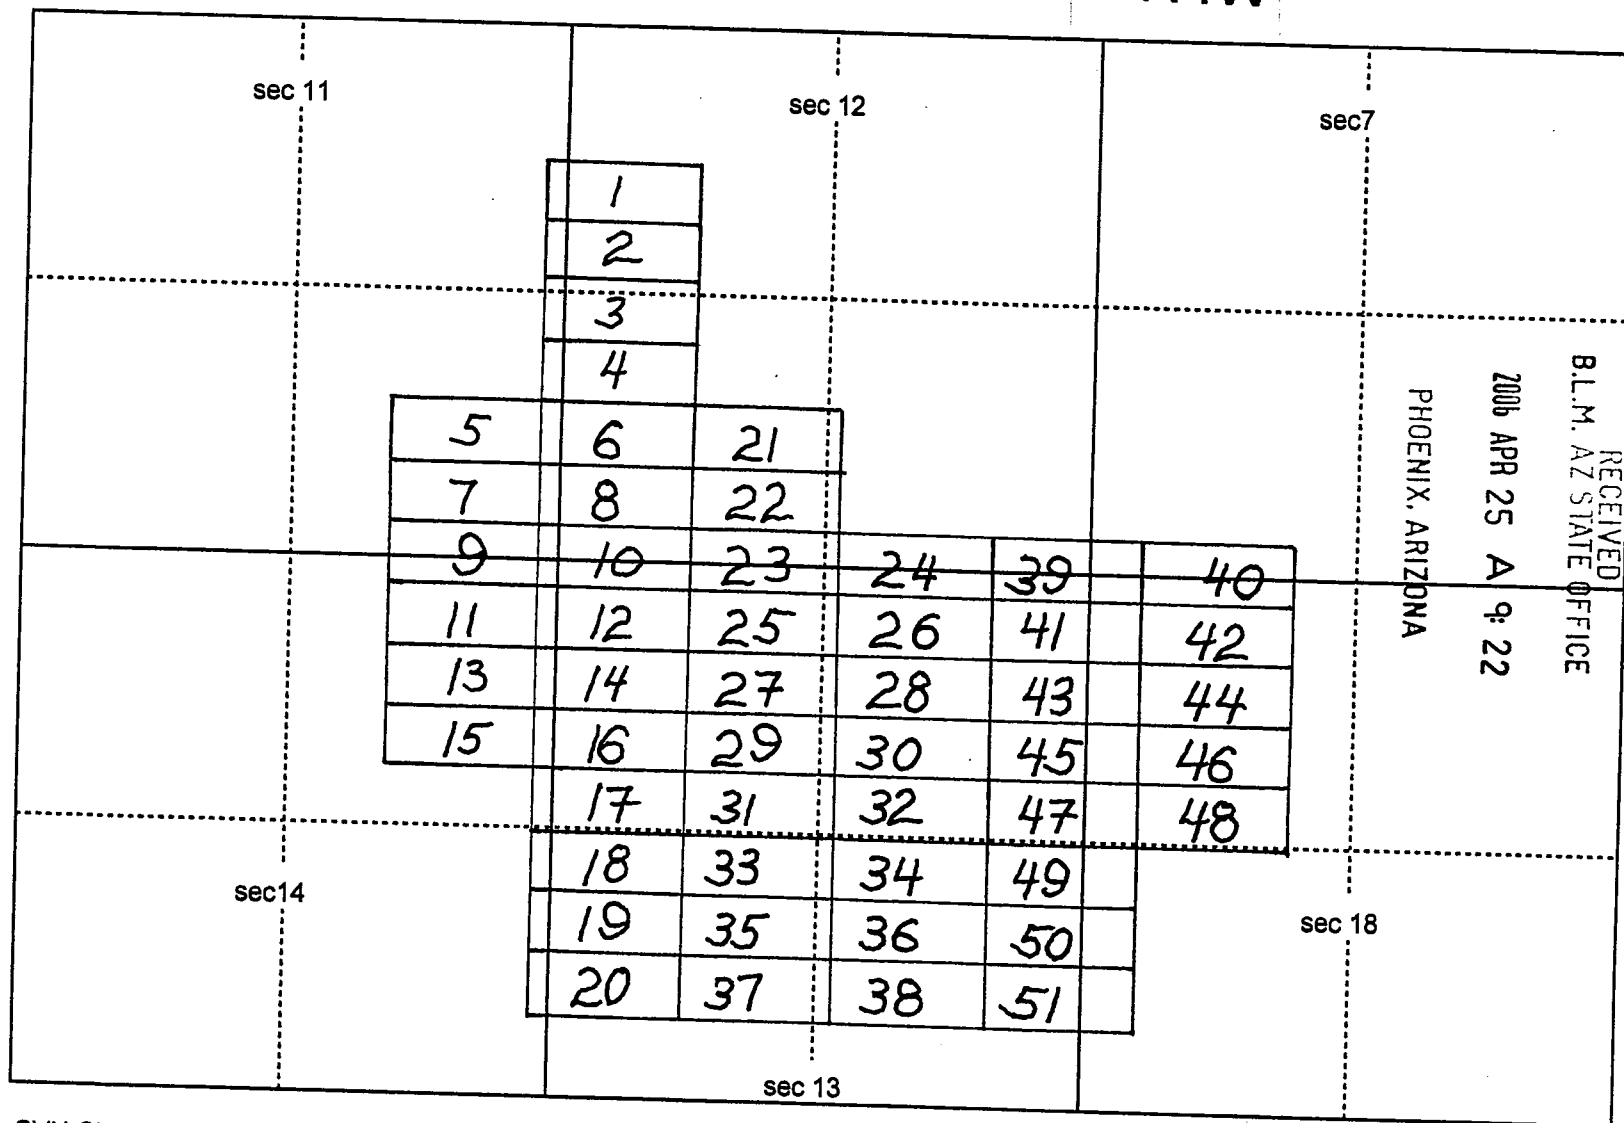 sec 11
sec 12
sec7
1
2
3
4
5 6 21
7 8 22
9 10 23 24 39 40
11 12 25 26 41 42
13 14 27 28 43 44
15 16 29 30 45 46
17 31 32 47 48
18 33 34 49
19 35 36 50
20 37 38 51
sec14
sec 18
sec 13
RECEIVED
B.L.M. AZ STATE OFFICE
2006 APR 25 A 9:22
PHOENIX, ARIZONA